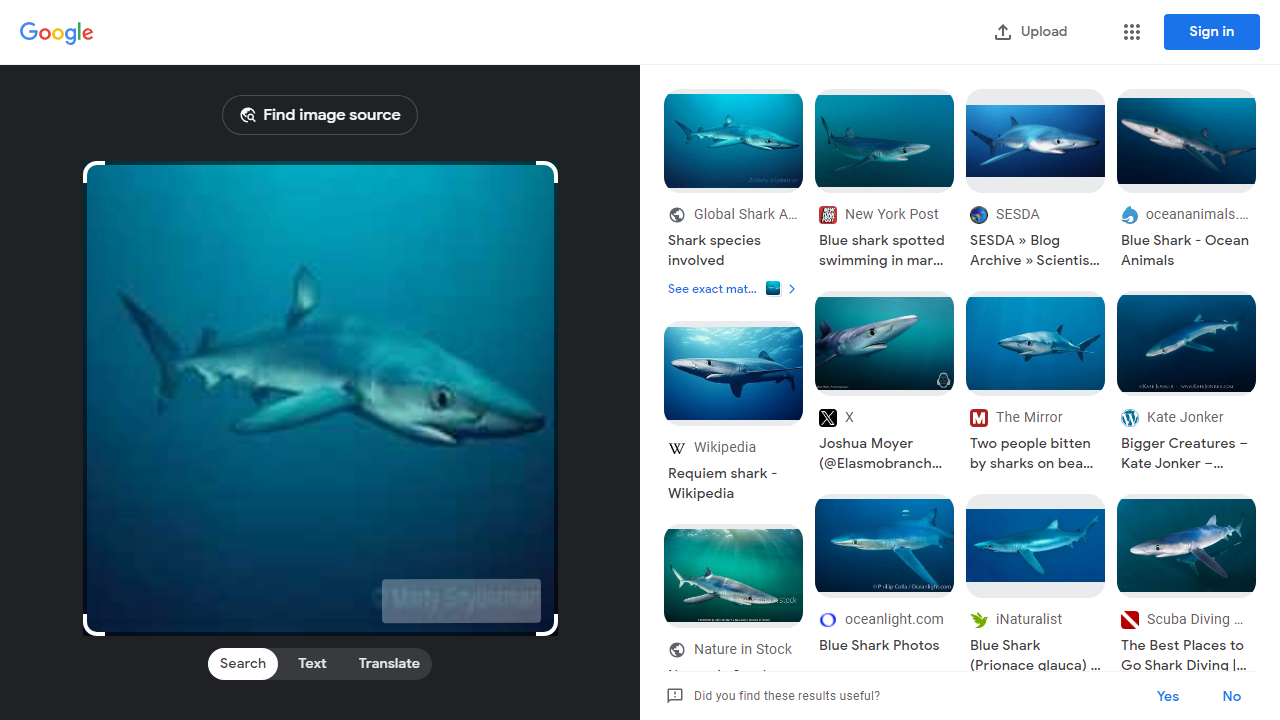 Google
Upload
Sign in
Find image source
Search
Text
Translate
Global Shark A...
Shark species
involved
See exact mat...
New York Post
Blue shark spotted
swimming in mar...
SESDA
SESDA » Blog
Archive » Scientis...
oceananimals....
Blue Shark - Ocean
Animals
Wikipedia
Requiem shark -
Wikipedia
X
Joshua Moyer
(@Elasmobranch...
The Mirror
Two people bitten
by sharks on bea...
Kate Jonker
Bigger Creatures –
Kate Jonker –...
Nature in Stock
oceanlight.com
Blue Shark Photos
iNaturalist
Blue Shark
(Prionace glauca) ...
Scuba Diving ...
The Best Places to
Go Shark Diving |...
Did you find these results useful?
Yes
No